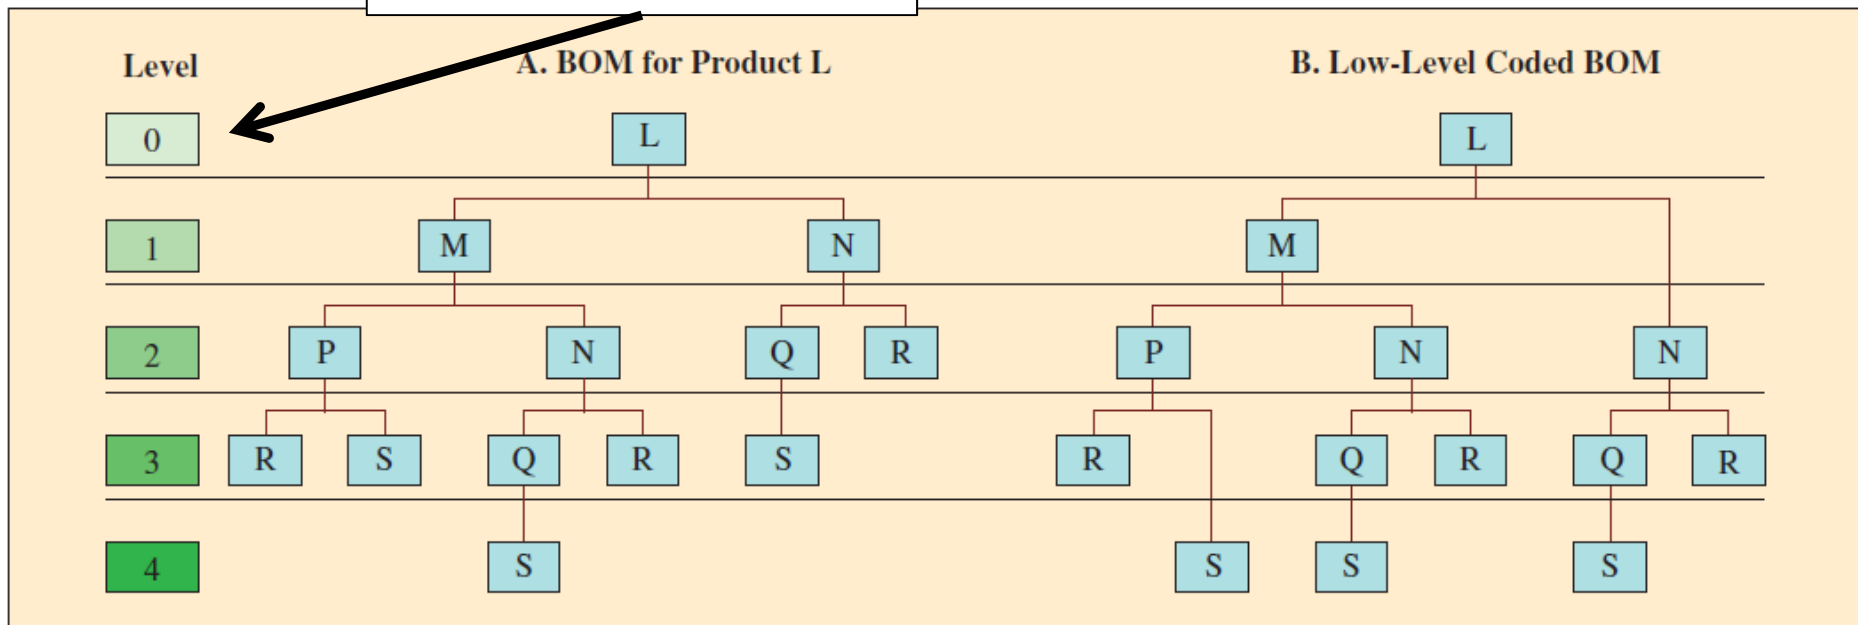 Level A. BOM for Product L B. Low-Level Coded BOM
0 L L
1 M N M
2 P N Q R P N N
3 R S Q R S R Q R Q R
4 S S S S